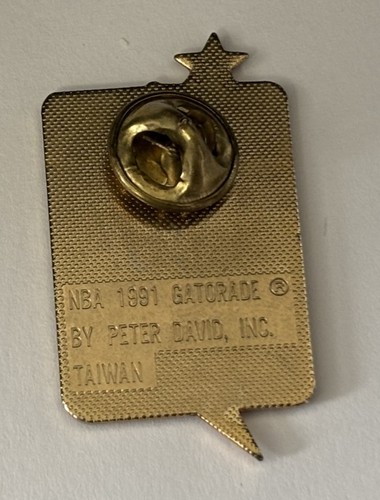 NBA 1991 GATORADE ®
BY PETER DAVID, INC.
TAIWAN